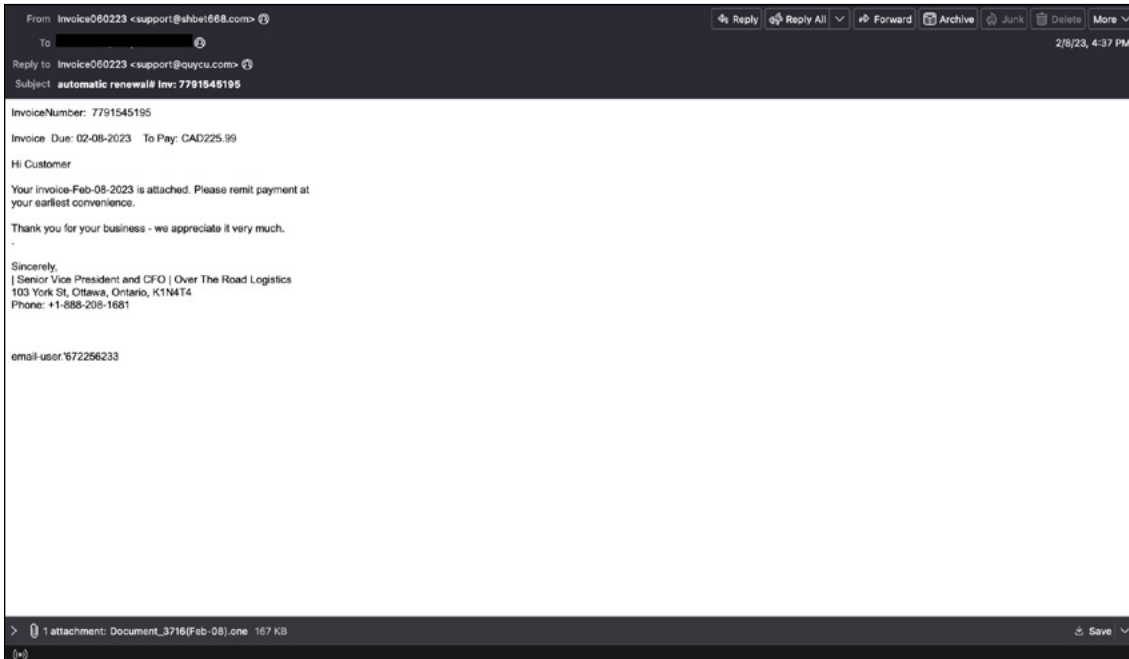 From Invoice060223 <support@shbet668.com>
Reply Reply All Forward Archive Junk Delete More
To
2/8/23, 4:37 PM
Reply to Invoice060223 <support@quycu.com>
Subject automatic renewal# Inv: 7791545195
InvoiceNumber: 7791545195
Invoice Due: 02-08-2023 To Pay: CAD225.99
Hi Customer
Your invoice-Feb-08-2023 is attached. Please remit payment at
your earliest convenience.
Thank you for your business - we appreciate it very much.
.
Sincerely,
| Senior Vice President and CFO | Over The Road Logistics
103 York St, Ottawa, Ontario, K1N4T4
Phone: +1-888-208-1681
email-user.'672256233
1 attachment: Document_3716(Feb-08).one 167 KB
Save